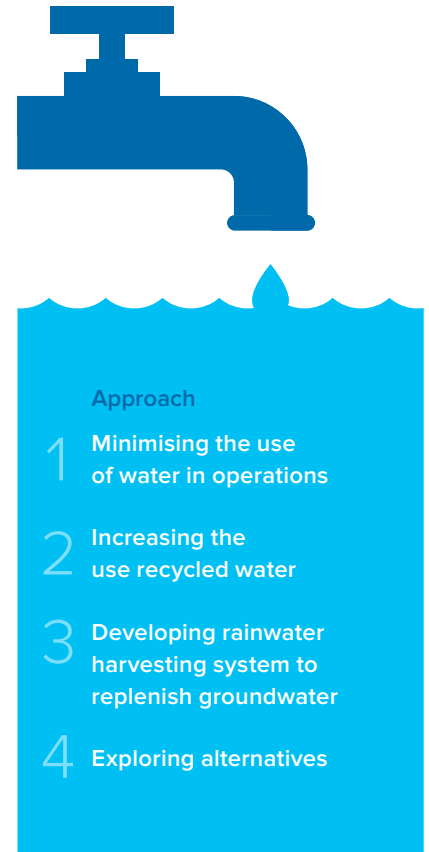 Approach
1 Minimising the use
of water in operations
2 Increasing the
use recycled water
3 Developing rainwater
harvesting system to
replenish groundwater
4 Exploring alternatives